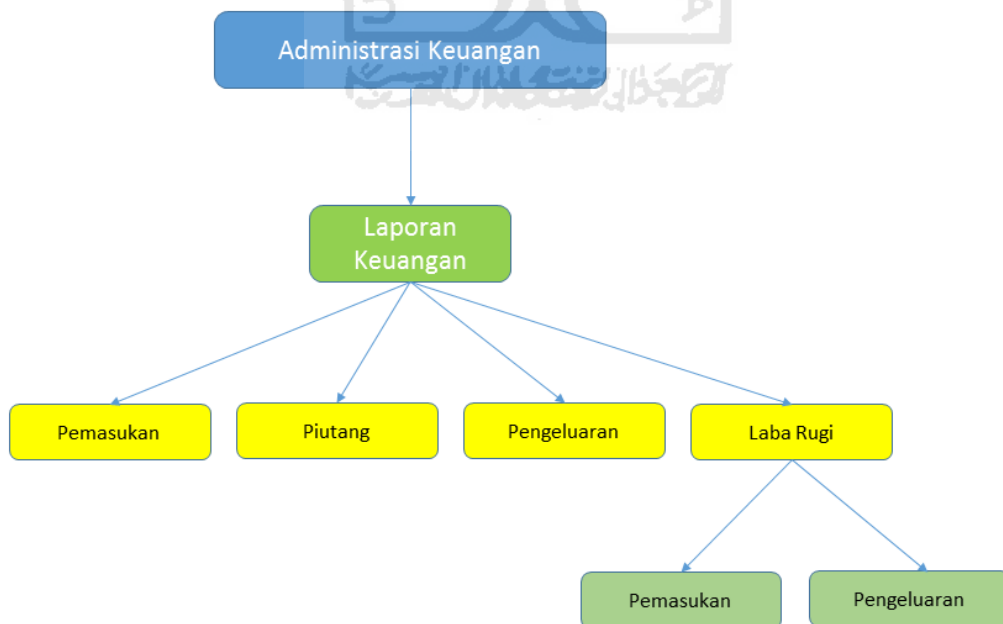 Administrasi Keuangan
Laporan
Keuangan
Pemasukan
Piutang
Pengeluaran
Laba Rugi
Pemasukan
Pengeluaran